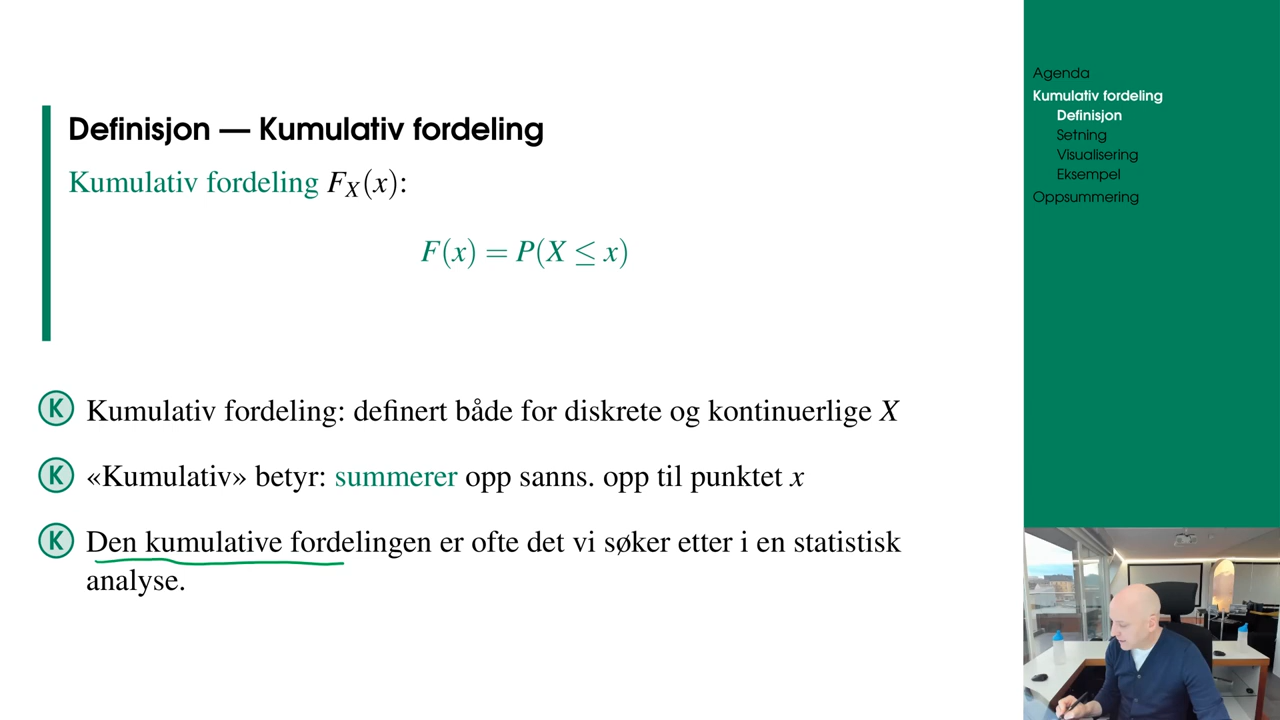 Definisjon — Kumulativ fordeling
Kumulativ fordeling F_X(x):
F(x) = P(X ≤ x)
K Kumulativ fordeling: definert både for diskrete og kontinuerlige X
K «Kumulativ» betyr: summerer opp sanns. opp til punktet x
K Den kumulative fordelingen er ofte det vi søker etter i en statistisk
analyse.
Agenda
Kumulativ fordeling
Definisjon
Setning
Visualisering
Eksempel
Oppsummering